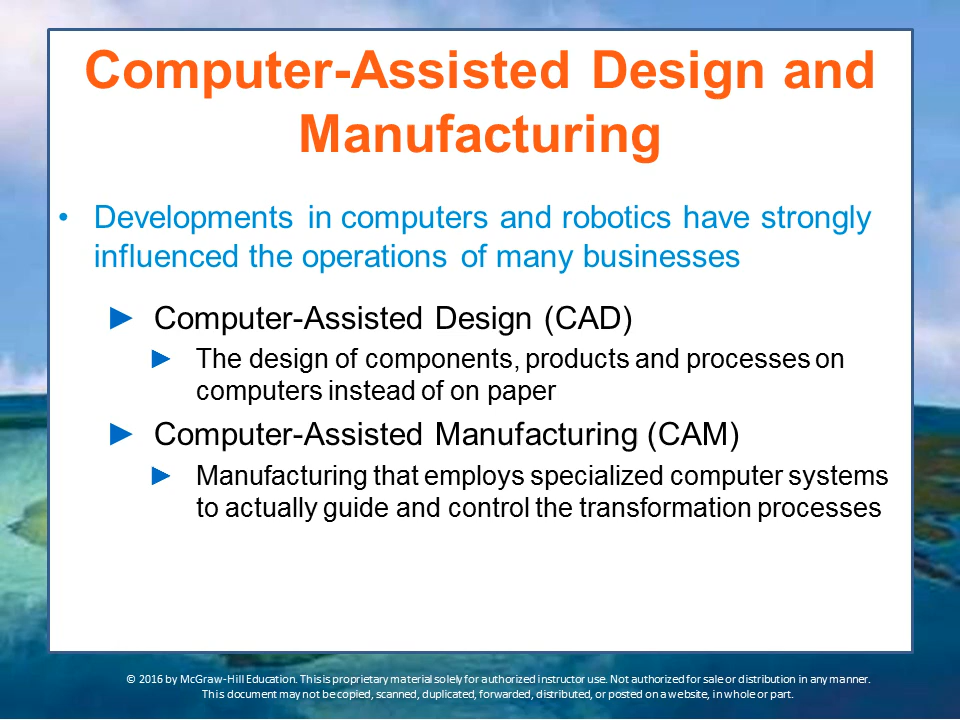 Computer-Assisted Design and
Manufacturing
• Developments in computers and robotics have strongly
influenced the operations of many businesses
► Computer-Assisted Design (CAD)
► The design of components, products and processes on
computers instead of on paper
► Computer-Assisted Manufacturing (CAM)
► Manufacturing that employs specialized computer systems
to actually guide and control the transformation processes
© 2016 by McGraw-Hill Education. This is proprietary material solely for authorized instructor use. Not authorized for sale or distribution in any manner.
This document may not be copied, scanned, duplicated, forwarded, distributed, or posted on a website, in whole or part.